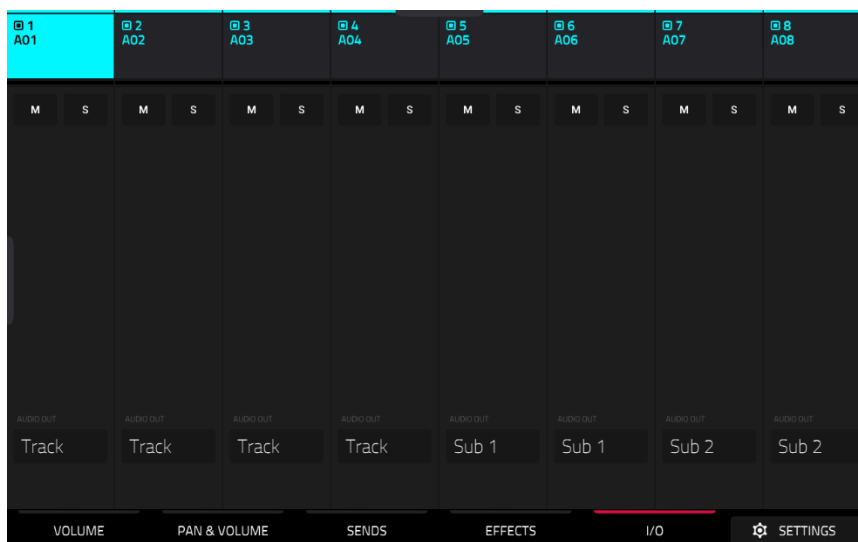 1 2 3 4 5 6 7 8
A01 A02 A03 A04 A05 A06 A07 A08
M S M S M S M S M S M S M S M S
AUDIO OUT AUDIO OUT AUDIO OUT AUDIO OUT AUDIO OUT AUDIO OUT AUDIO OUT AUDIO OUT
Track Track Track Track Sub 1 Sub 1 Sub 2 Sub 2
VOLUME PAN & VOLUME SENDS EFFECTS I/O SETTINGS